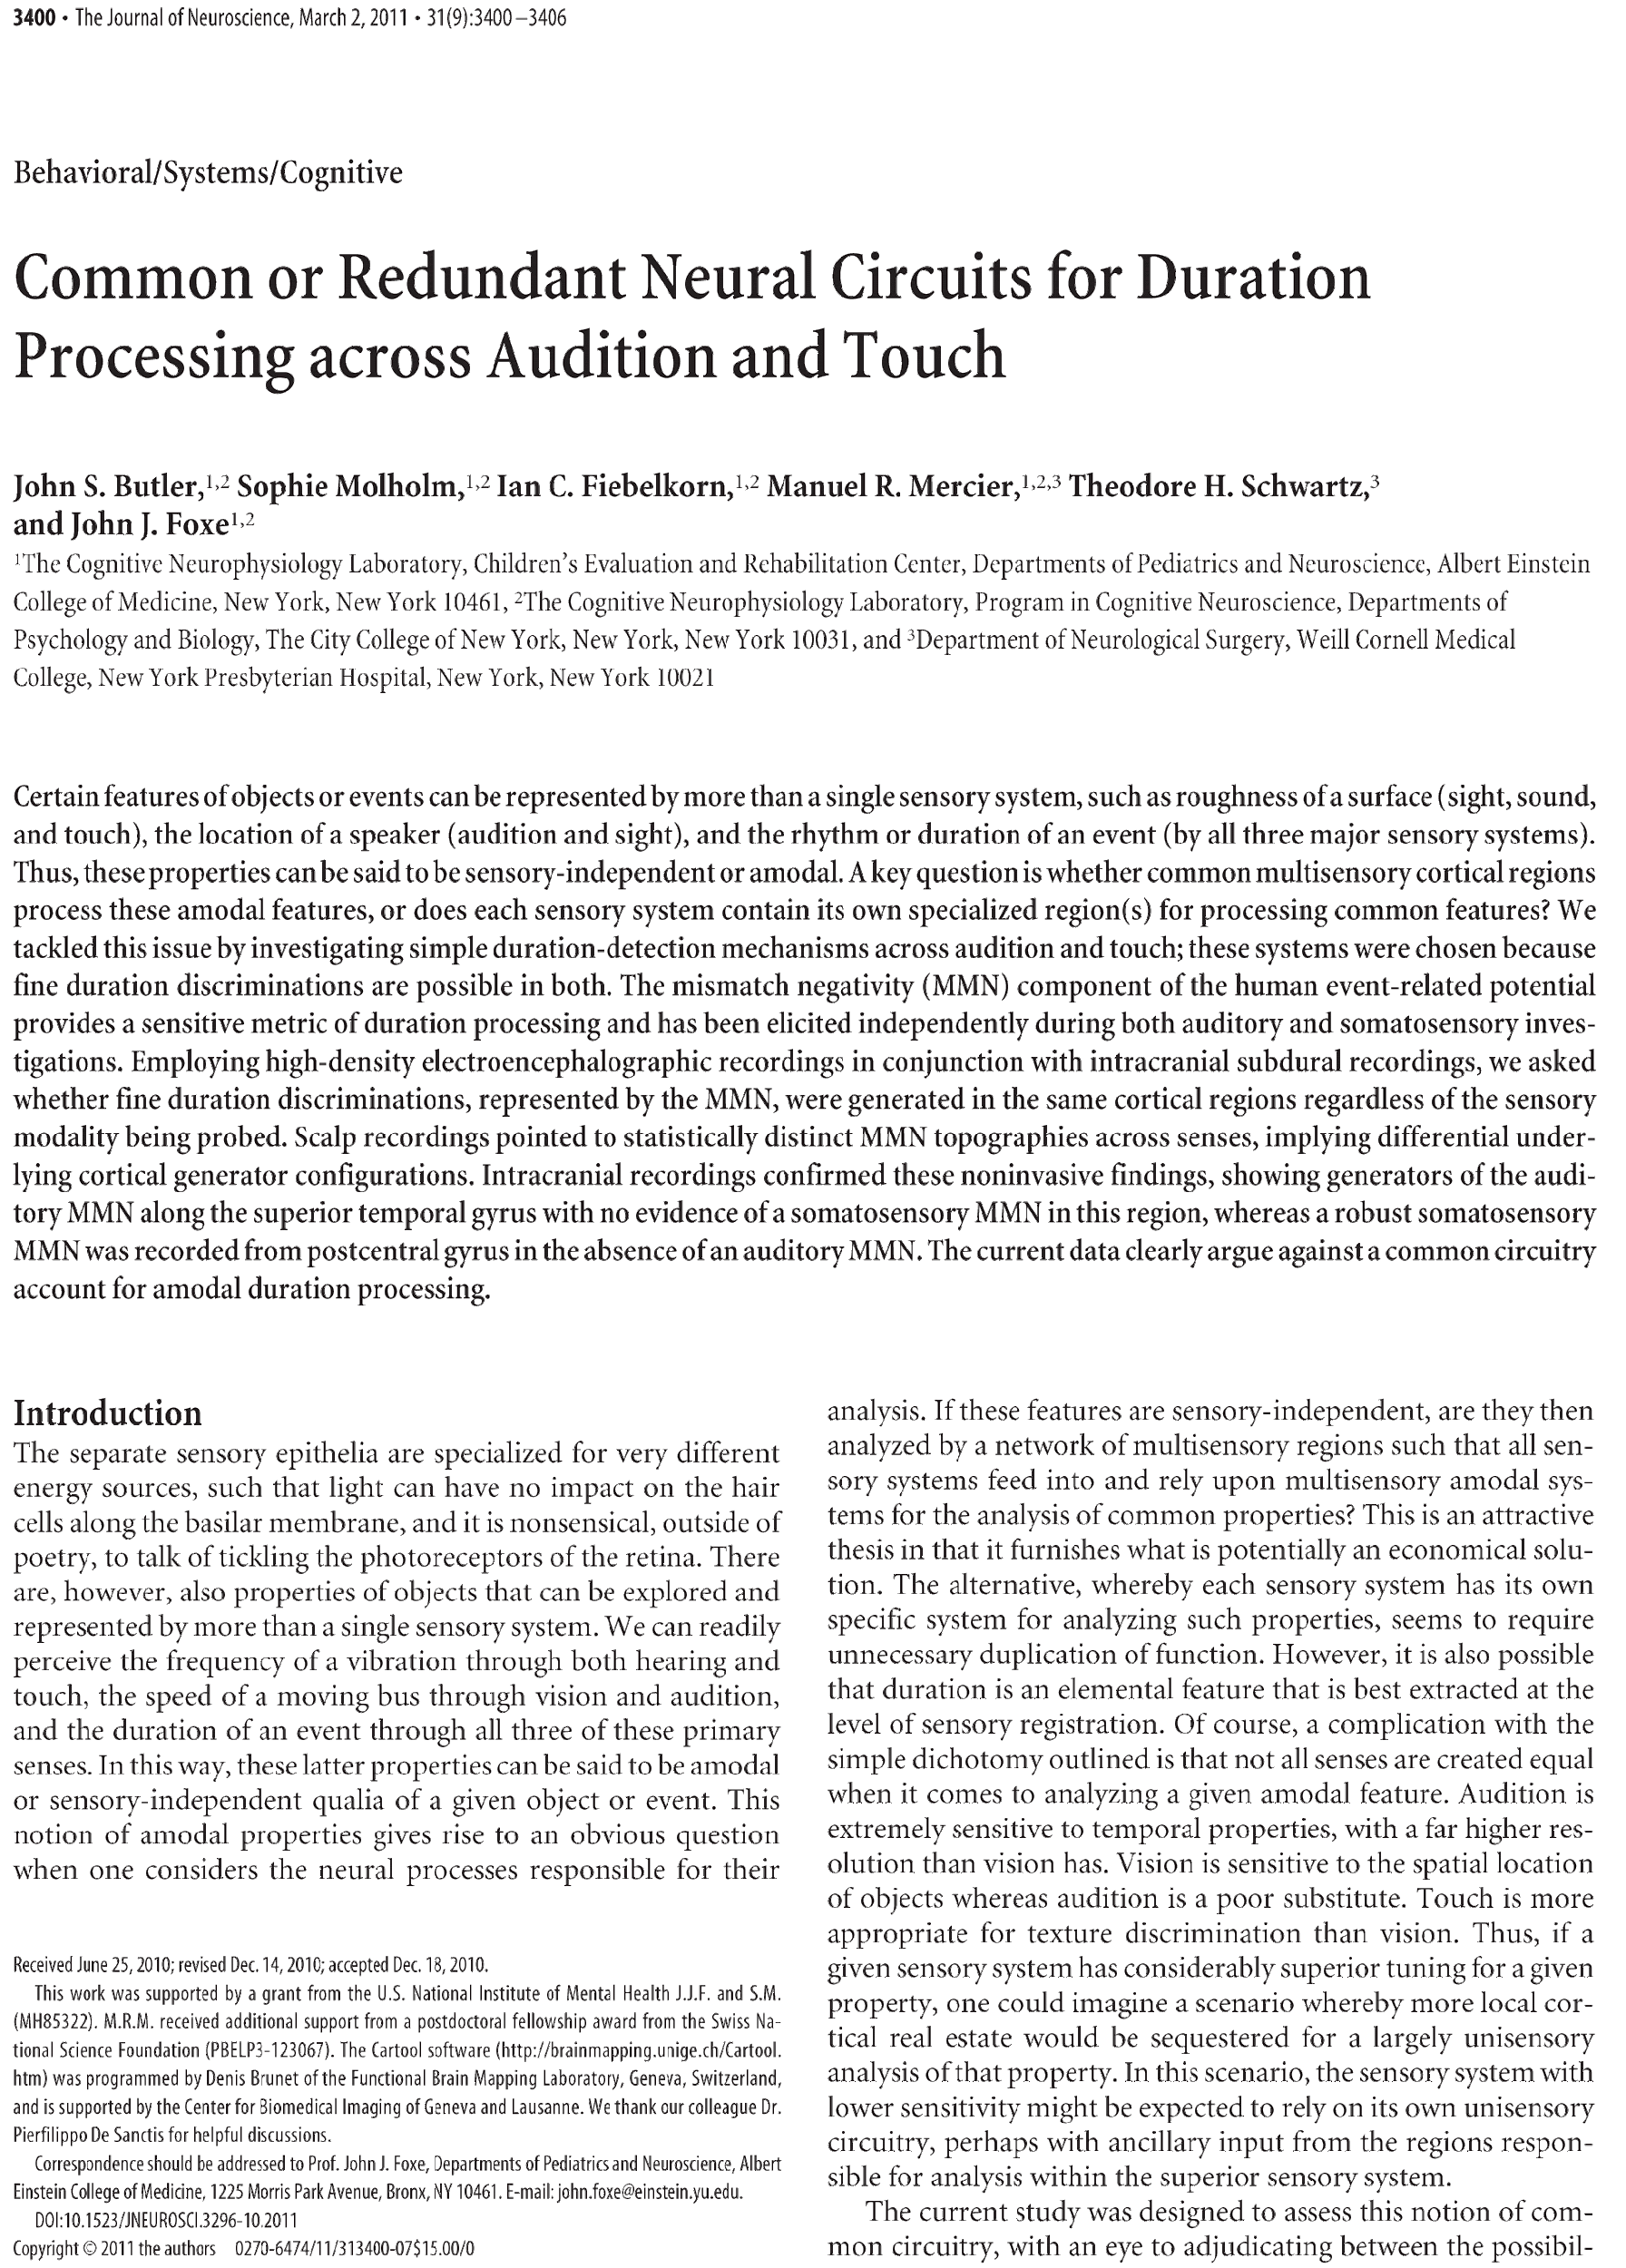 3400 • The Journal of Neuroscience, March 2, 2011 • 31(9):3400–3406
Behavioral/Systems/Cognitive
Common or Redundant Neural Circuits for Duration
Processing across Audition and Touch
John S. Butler,1,2 Sophie Molholm,1,2 Ian C. Fiebelkorn,1,2 Manuel R. Mercier,1,2,3 Theodore H. Schwartz,3
and John J. Foxe1,2
1The Cognitive Neurophysiology Laboratory, Children’s Evaluation and Rehabilitation Center, Departments of Pediatrics and Neuroscience, Albert Einstein
College of Medicine, New York, New York 10461, 2The Cognitive Neurophysiology Laboratory, Program in Cognitive Neuroscience, Departments of
Psychology and Biology, The City College of New York, New York, New York 10031, and 3Department of Neurological Surgery, Weill Cornell Medical
College, New York Presbyterian Hospital, New York, New York 10021
Certain features of objects or events can be represented by more than a single sensory system, such as roughness of a surface (sight, sound,
and touch), the location of a speaker (audition and sight), and the rhythm or duration of an event (by all three major sensory systems).
Thus, these properties can be said to be sensory-independent or amodal. A key question is whether common multisensory cortical regions
process these amodal features, or does each sensory system contain its own specialized region(s) for processing common features? We
tackled this issue by investigating simple duration-detection mechanisms across audition and touch; these systems were chosen because
fine duration discriminations are possible in both. The mismatch negativity (MMN) component of the human event-related potential
provides a sensitive metric of duration processing and has been elicited independently during both auditory and somatosensory inves-
tigations. Employing high-density electroencephalographic recordings in conjunction with intracranial subdural recordings, we asked
whether fine duration discriminations, represented by the MMN, were generated in the same cortical regions regardless of the sensory
modality being probed. Scalp recordings pointed to statistically distinct MMN topographies across senses, implying differential under-
lying cortical generator configurations. Intracranial recordings confirmed these noninvasive findings, showing generators of the audi-
tory MMN along the superior temporal gyrus with no evidence of a somatosensory MMN in this region, whereas a robust somatosensory
MMN was recorded from postcentral gyrus in the absence of an auditory MMN. The current data clearly argue against a common circuitry
account for amodal duration processing.
Introduction
The separate sensory epithelia are specialized for very different
energy sources, such that light can have no impact on the hair
cells along the basilar membrane, and it is nonsensical, outside of
poetry, to talk of tickling the photoreceptors of the retina. There
are, however, also properties of objects that can be explored and
represented by more than a single sensory system. We can readily
perceive the frequency of a vibration through both hearing and
touch, the speed of a moving bus through vision and audition,
and the duration of an event through all three of these primary
senses. In this way, these latter properties can be said to be amodal
or sensory-independent qualia of a given object or event. This
notion of amodal properties gives rise to an obvious question
when one considers the neural processes responsible for their
Received June 25, 2010; revised Dec. 14, 2010; accepted Dec. 18, 2010.
This work was supported by a grant from the U.S. National Institute of Mental Health J.J.F. and S.M.
(MH85322). M.R.M. received additional support from a postdoctoral fellowship award from the Swiss Na-
tional Science Foundation (PBELP3-123067). The Cartool software (http://brainmapping.unige.ch/Cartool.
htm) was programmed by Denis Brunet of the Functional Brain Mapping Laboratory, Geneva, Switzerland,
and is supported by the Center for Biomedical Imaging of Geneva and Lausanne. We thank our colleague Dr.
Pierfilippo De Sanctis for helpful discussions.
Correspondence should be addressed to Prof. John J. Foxe, Departments of Pediatrics and Neuroscience, Albert
Einstein College of Medicine, 1225 Morris Park Avenue, Bronx, NY 10461. E-mail: john.foxe@einstein.yu.edu.
DOI:10.1523/JNEUROSCI.3296-10.2011
Copyright © 2011 the authors 0270-6474/11/313400-07$15.00/0
analysis. If these features are sensory-independent, are they then
analyzed by a network of multisensory regions such that all sen-
sory systems feed into and rely upon multisensory amodal sys-
tems for the analysis of common properties? This is an attractive
thesis in that it furnishes what is potentially an economical solu-
tion. The alternative, whereby each sensory system has its own
specific system for analyzing such properties, seems to require
unnecessary duplication of function. However, it is also possible
that duration is an elemental feature that is best extracted at the
level of sensory registration. Of course, a complication with the
simple dichotomy outlined is that not all senses are created equal
when it comes to analyzing a given amodal feature. Audition is
extremely sensitive to temporal properties, with a far higher res-
olution than vision has. Vision is sensitive to the spatial location
of objects whereas audition is a poor substitute. Touch is more
appropriate for texture discrimination than vision. Thus, if a
given sensory system has considerably superior tuning for a given
property, one could imagine a scenario whereby more local cor-
tical real estate would be sequestered for a largely unisensory
analysis of that property. In this scenario, the sensory system with
lower sensitivity might be expected to rely on its own unisensory
circuitry, perhaps with ancillary input from the regions respon-
sible for analysis within the superior sensory system.
The current study was designed to assess this notion of com-
mon circuitry, with an eye to adjudicating between the possibil-